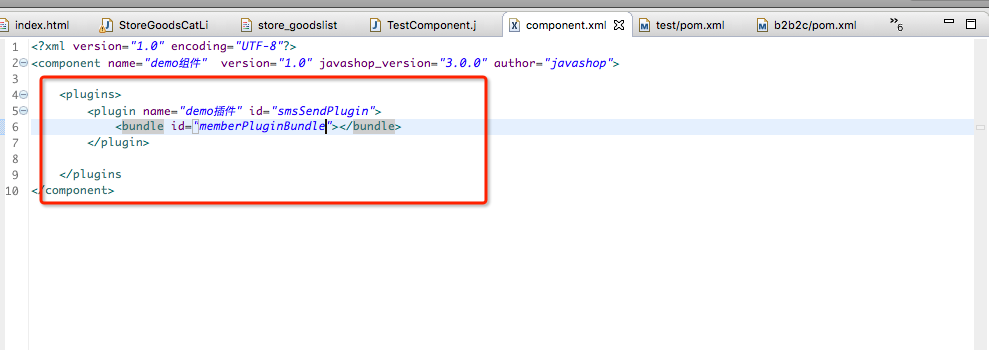 index.html StoreGoodsCatLi store_goodslist TestComponent.j component.xml test/pom.xml b2b2c/pom.xml »6
1 <?xml version="1.0" encoding="UTF-8"?>
2 <component name="demo组件" version="1.0" javashop_version="3.0.0" author="javashop">
3
4 <plugins>
5 <plugin name="demo插件" id="smsSendPlugin">
6 <bundle id="memberPluginBundle"></bundle>
7 </plugin>
8
9 </plugins
10 </component>